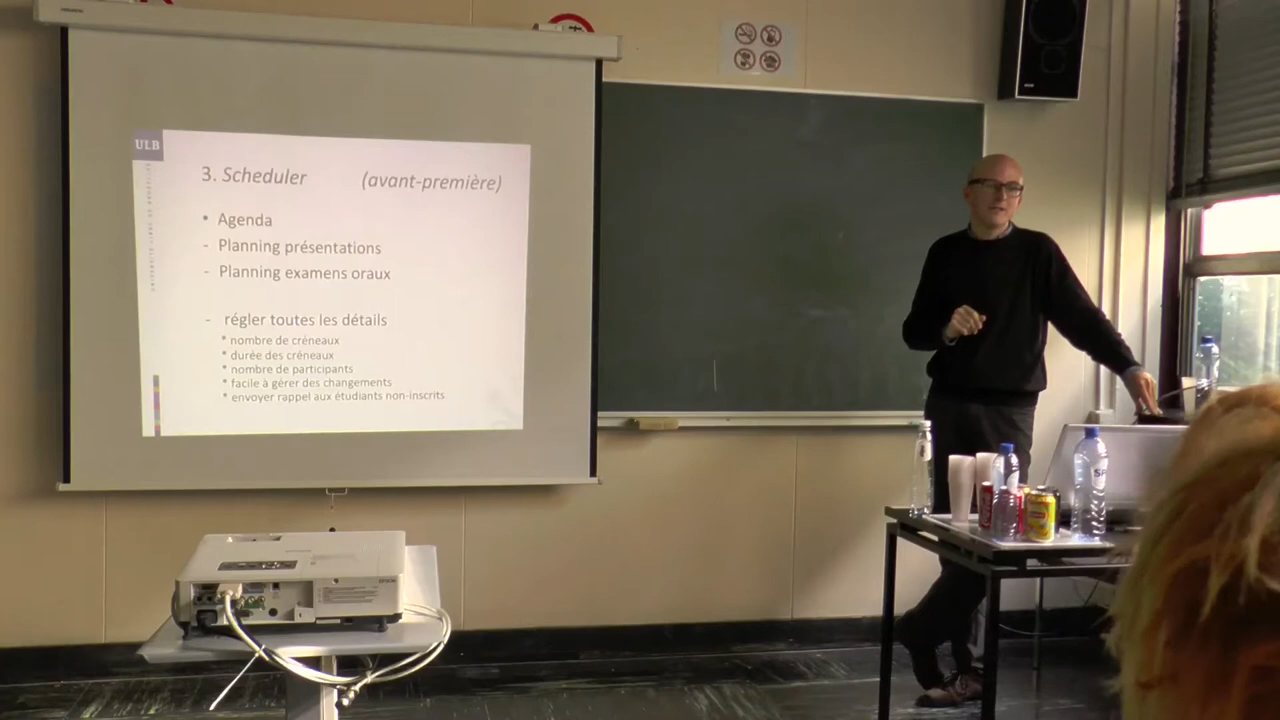 ULB
3. Scheduler (avant-première)
• Agenda
- Planning présentations
- Planning examens oraux
- régler toutes les détails
* nombre de créneaux
* durée des créneaux
* nombre de participants
* facile à gérer des changements
* envoyer rappel aux étudiants non-inscrits
EPSON